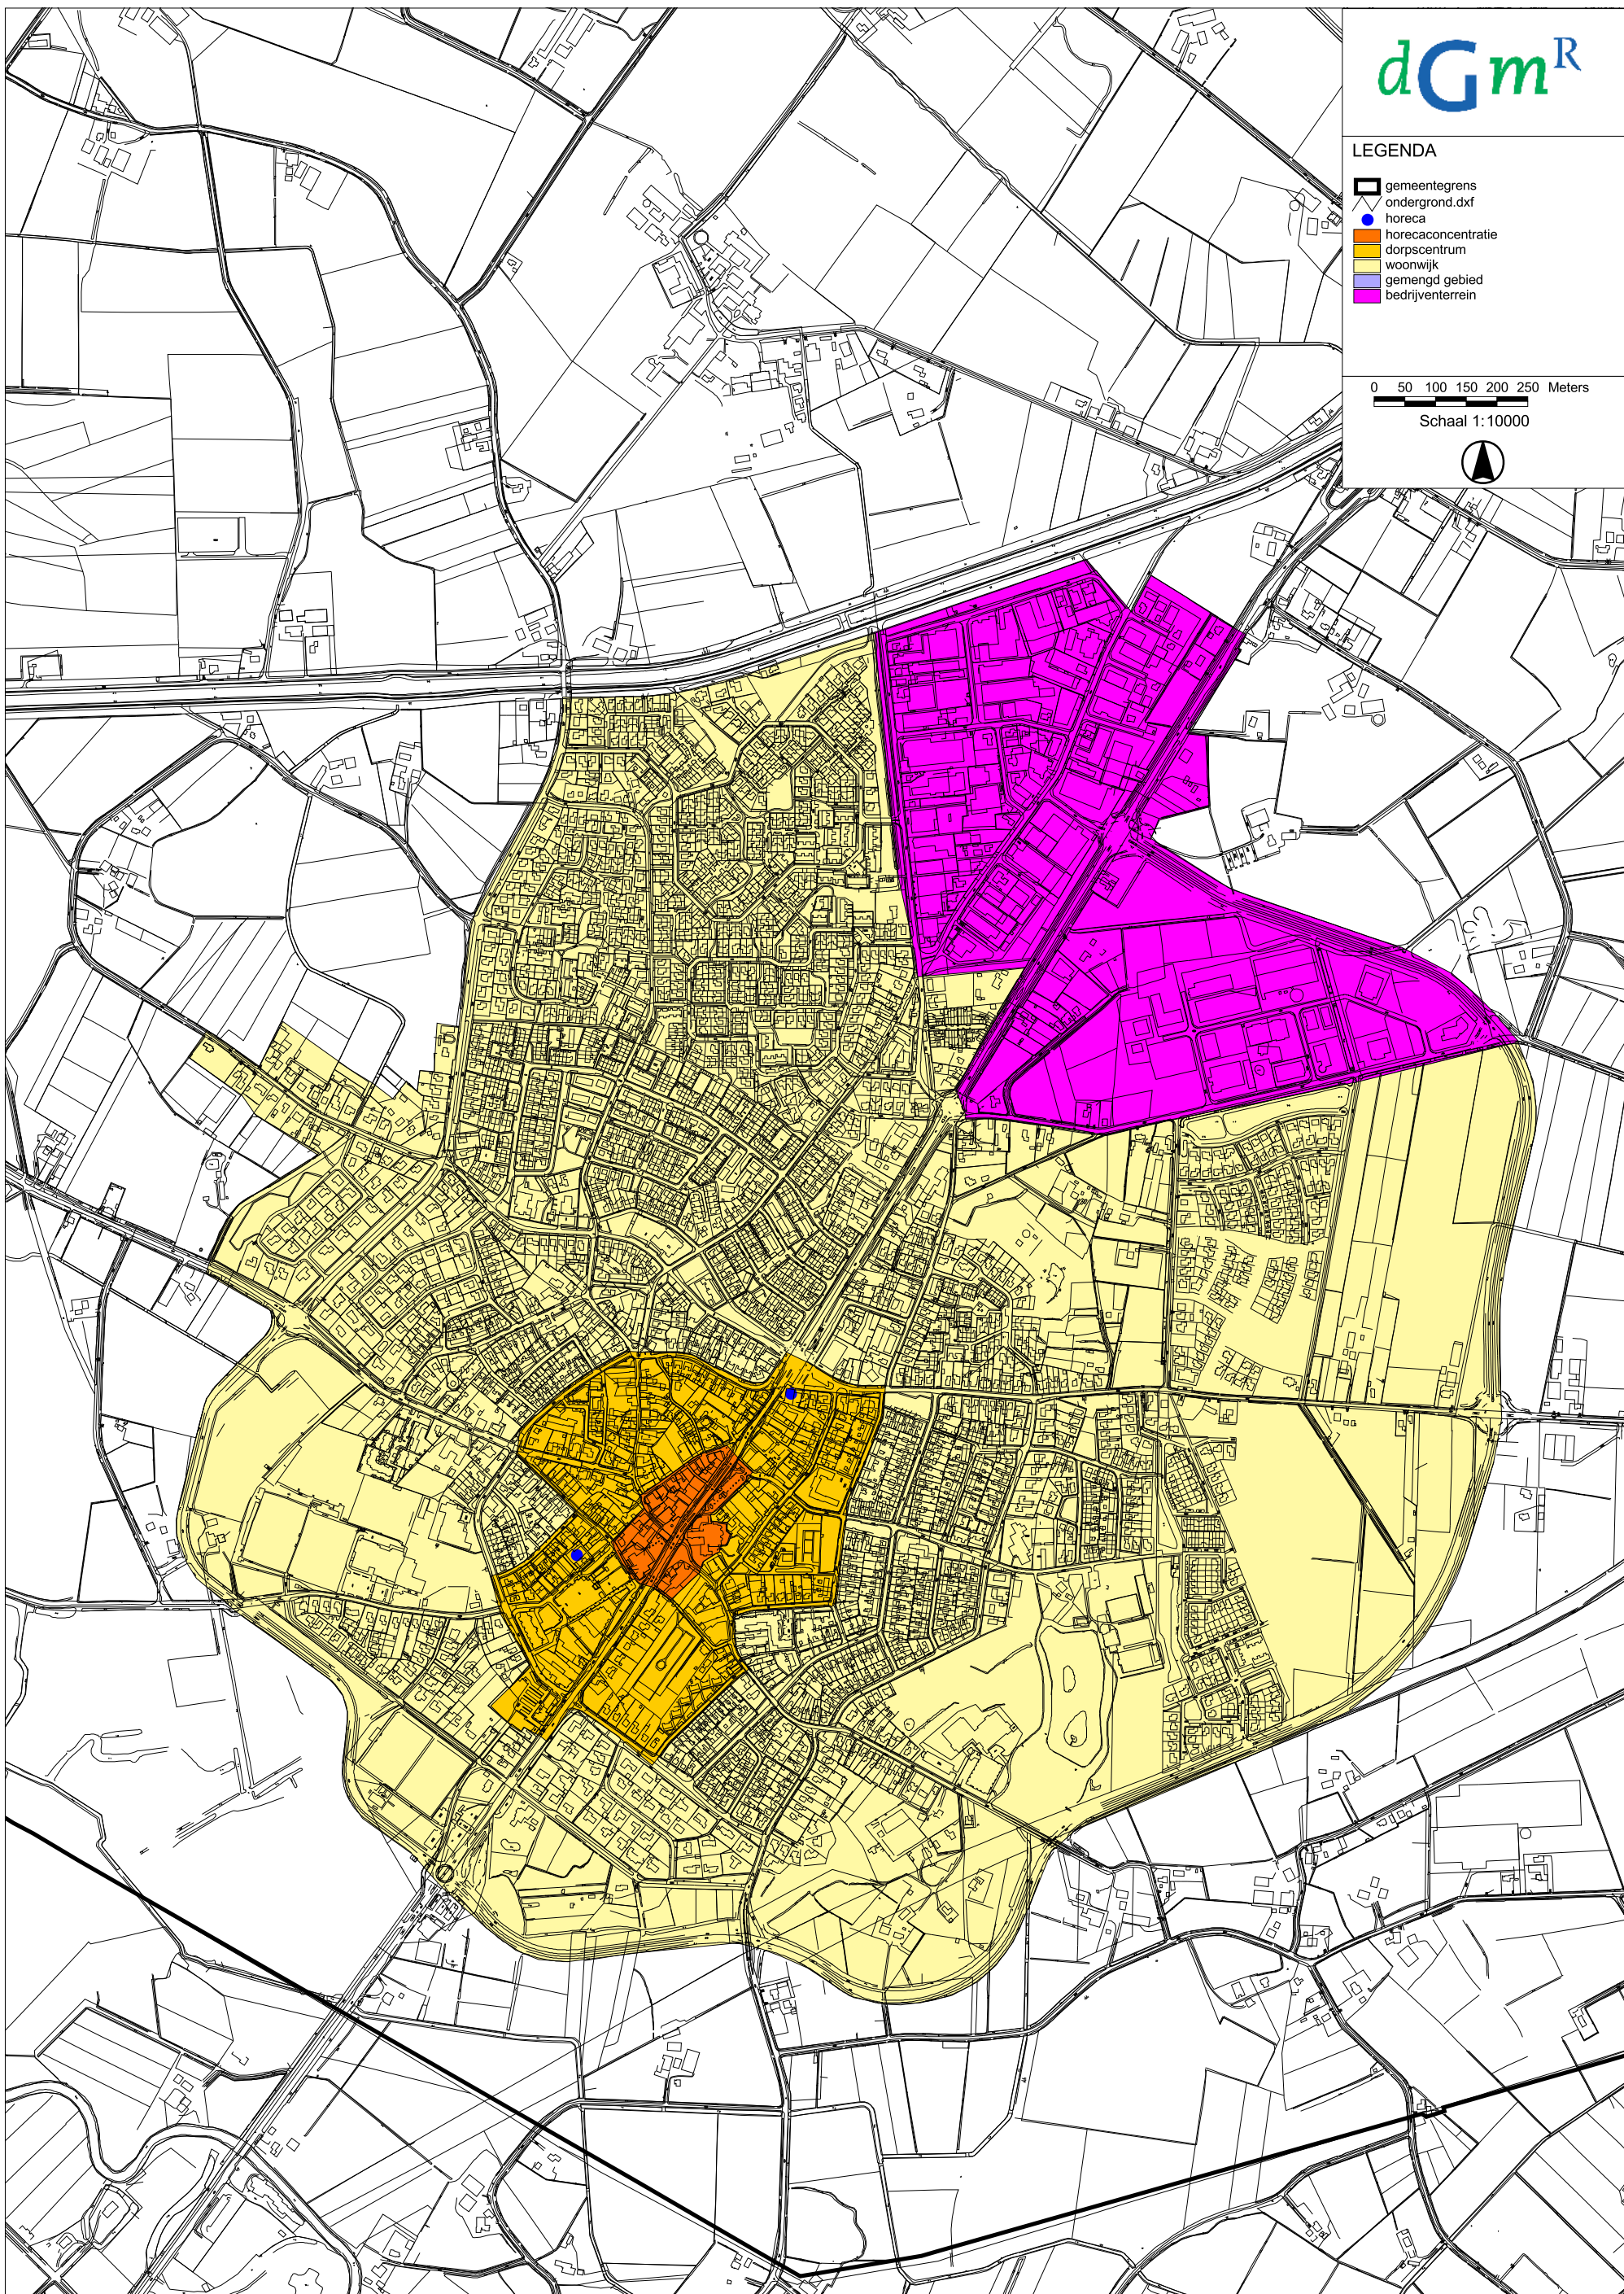 dGmR
LEGENDA
gemeentegrens
ondergrond.dxf
horeca
horecaconcentratie
dorpscentrum
woonwijk
gemengd gebied
bedrijventerrein
0 50 100 150 200 250 Meters
Schaal 1:10000